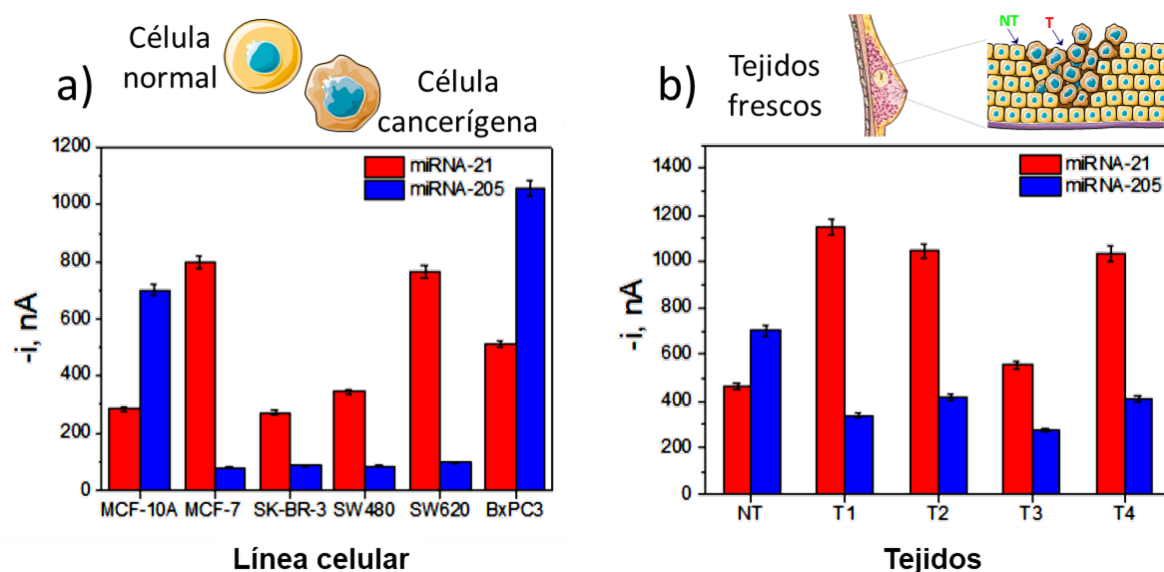 a)
Célula
normal
Célula
cancerígena
1200
1000
800
600
400
200
0
-i, nA
miRNA-21
miRNA-205
MCF-10A MCF-7 SK-BR-3 SW480 SW620 BxPC3
Línea celular
b)
Tejidos
frescos
NT T
1400
1200
1000
800
600
400
200
0
-i, nA
miRNA-21
miRNA-205
NT T1 T2 T3 T4
Tejidos